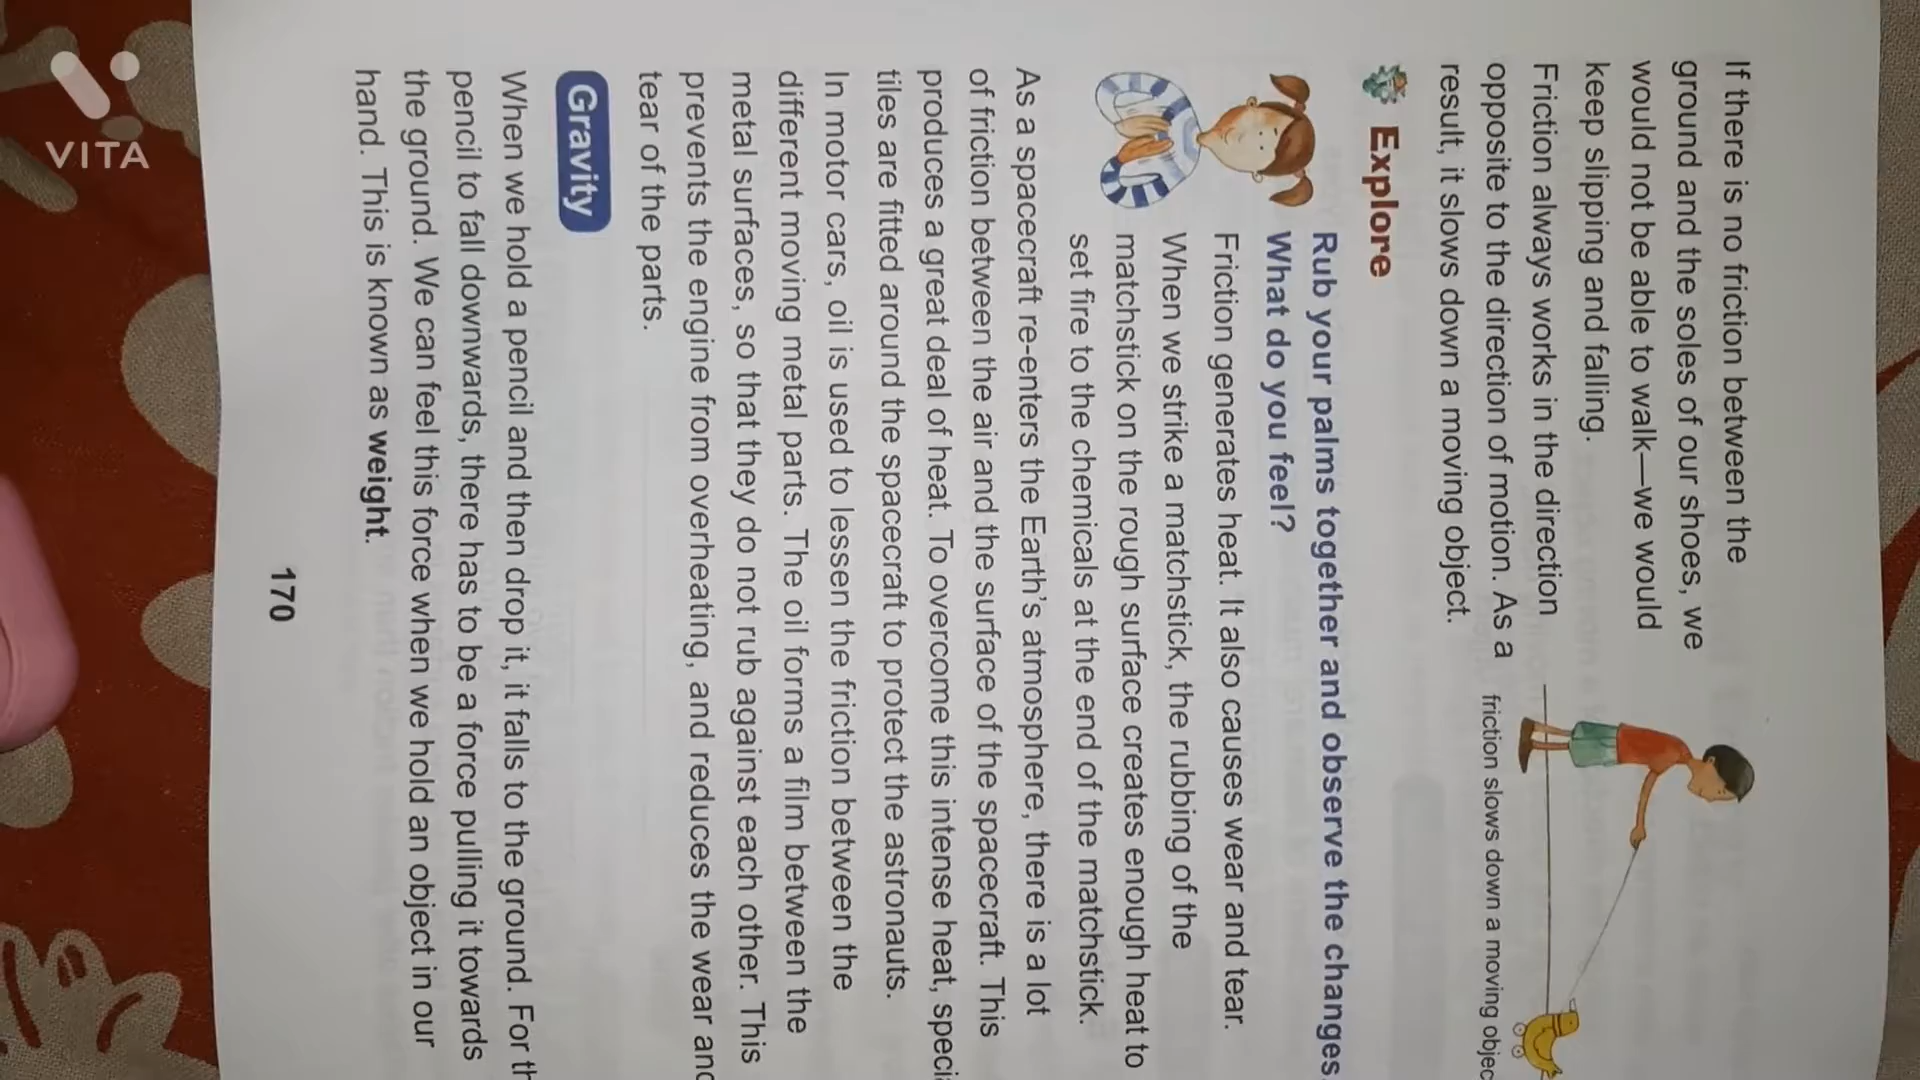 If there is no friction between the
ground and the soles of our shoes, we
would not be able to walk—we would
keep slipping and falling.
Friction always works in the direction
opposite to the direction of motion. As a
result, it slows down a moving object.
friction slows down a moving
Explore
Rub your palms together and observe the changes.
What do you feel?
Friction generates heat. It also causes wear and tear.
When we strike a matchstick, the rubbing of the
matchstick on the rough surface creates enough heat to
set fire to the chemicals at the end of the matchstick.
As a spacecraft re-enters the Earth's atmosphere, there is a lot
of friction between the air and the surface of the spacecraft. This
produces a great deal of heat. To overcome this intense heat,
tiles are fitted around the spacecraft to protect the astronauts.
In motor cars, oil is used to lessen the friction between the
different moving metal parts. The oil forms a film between the
metal surfaces, so that they do not rub against each other. This
prevents the engine from overheating, and reduces the wear and
tear of the parts.
Gravity
When we hold a pencil and then drop it, it falls to the ground. For
pencil to fall downwards, there has to be a force pulling it towards
the ground. We can feel this force when we hold an object in our
hand. This is known as weight.
170
VITA